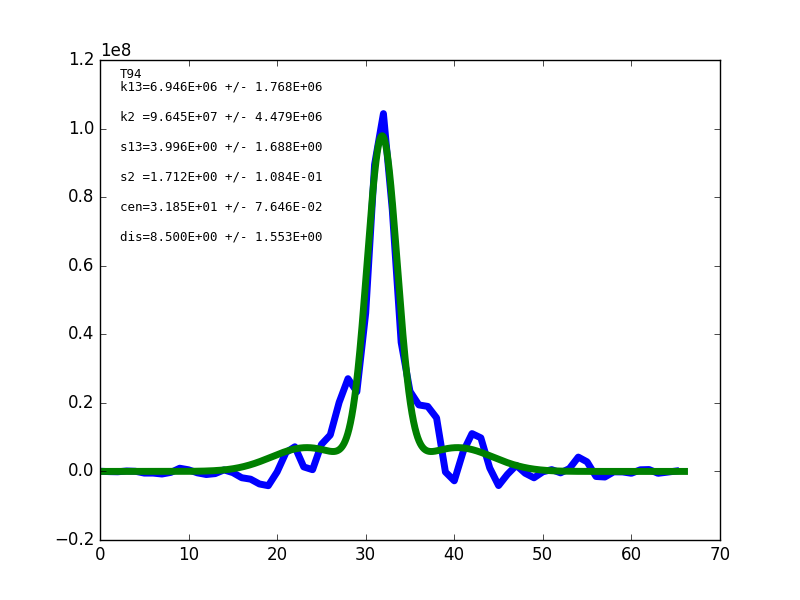 1e8
1.2
1.0
0.8
0.6
0.4
0.2
0.0
−0.2
T94
k13=6.946E+06 +/- 1.768E+06
k2 =9.645E+07 +/- 4.479E+06
s13=3.996E+00 +/- 1.688E+00
s2 =1.712E+00 +/- 1.084E-01
cen=3.185E+01 +/- 7.646E-02
dis=8.500E+00 +/- 1.553E+00
0 10 20 30 40 50 60 70